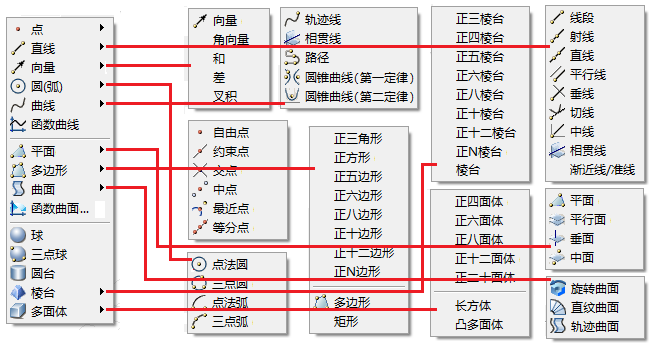 点
直线
向量
圆(弧)
曲线
函数曲线
平面
多边形
曲面
函数曲面...
球
三点球
圆台
棱台
多面体
向量
角向量
和
差
叉积
轨迹线
相贯线
路径
圆锥曲线(第一定律)
圆锥曲线(第二定律)
自由点
约束点
交点
中点
最近点
等分点
点法圆
三点圆
点法弧
三点弧
正三角形
正方形
正五边形
正六边形
正八边形
正十边形
正十二边形
正N边形
多边形
矩形
正三棱台
正四棱台
正五棱台
正六棱台
正八棱台
正十棱台
正十二棱台
正N棱台
棱台
正四面体
正六面体
正八面体
正十二面体
正二十面体
长方体
凸多面体
线段
射线
直线
平行线
垂线
切线
中线
相贯线
渐近线/准线
平面
平行面
垂面
中面
旋转曲面
直纹曲面
轨迹曲面